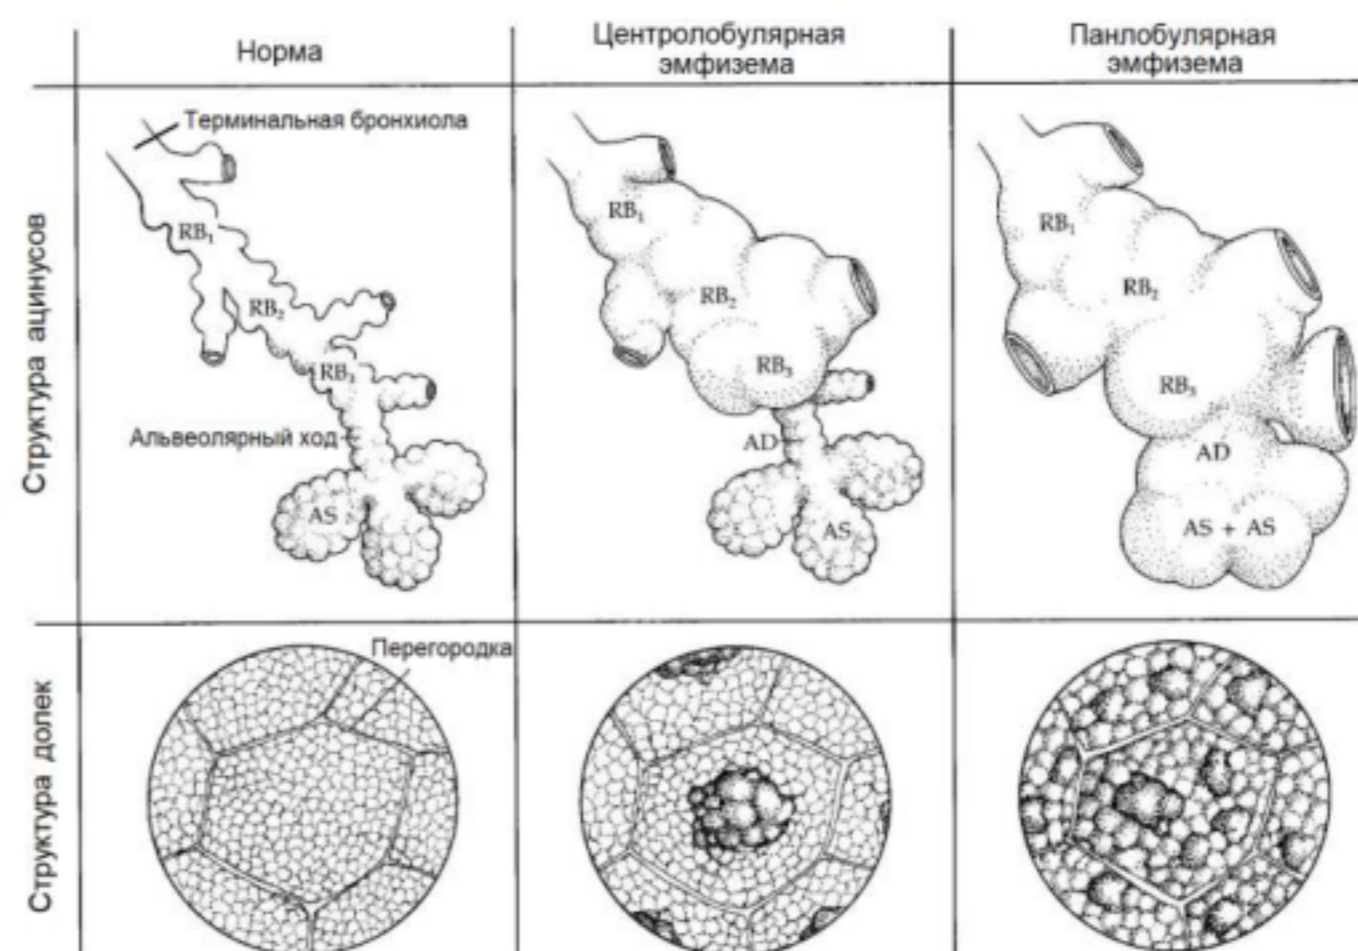 Норма
Центролобулярная
эмфизема
Панлобулярная
эмфизема
Структура ацинусов
Терминальная бронхиола
RB₁
RB₂
RB₃
Альвеолярный ход
AS
RB₁
RB₂
RB₃
AD
AS
RB₁
RB₂
RB₃
AD
AS + AS
Структура долек
Перегородка